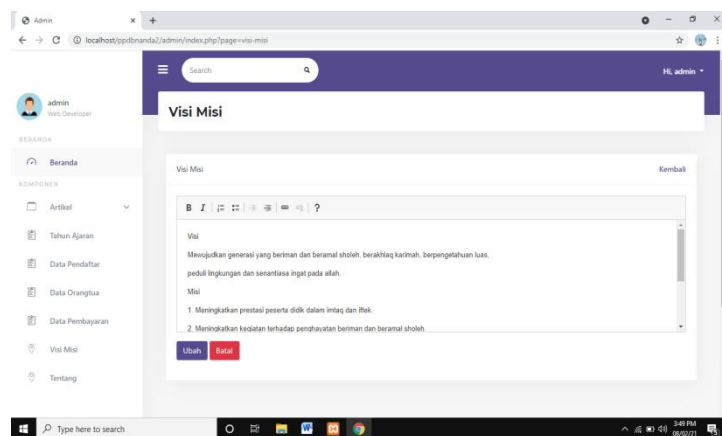 Admin
localhost/ppdbnanda2/admin/index.php?page=visi-misi
Search
Hi, admin
admin
Web Developer
Visi Misi
BERANDA
Beranda
Visi Misi
Kembali
KOMPONEN
Artikel
B I ?
Tahun Ajaran
Visi
Mewujudkan generasi yang beriman dan beramal sholeh, berakhlaq karimah, berpengetahuan luas,
Data Pendaftar
peduli lingkungan dan senantiasa ingat pada allah.
Data Orangtua
Misi
1. Meningkatkan prestasi peserta didik dalam imtaq dan iftek.
Data Pembayaran
2. Meningkatkan kegiatan terhadap penghayatan beriman dan beramal sholeh.
Visi Misi
Ubah
Batal
Tentang
Type here to search
3:49 PM
08/02/21